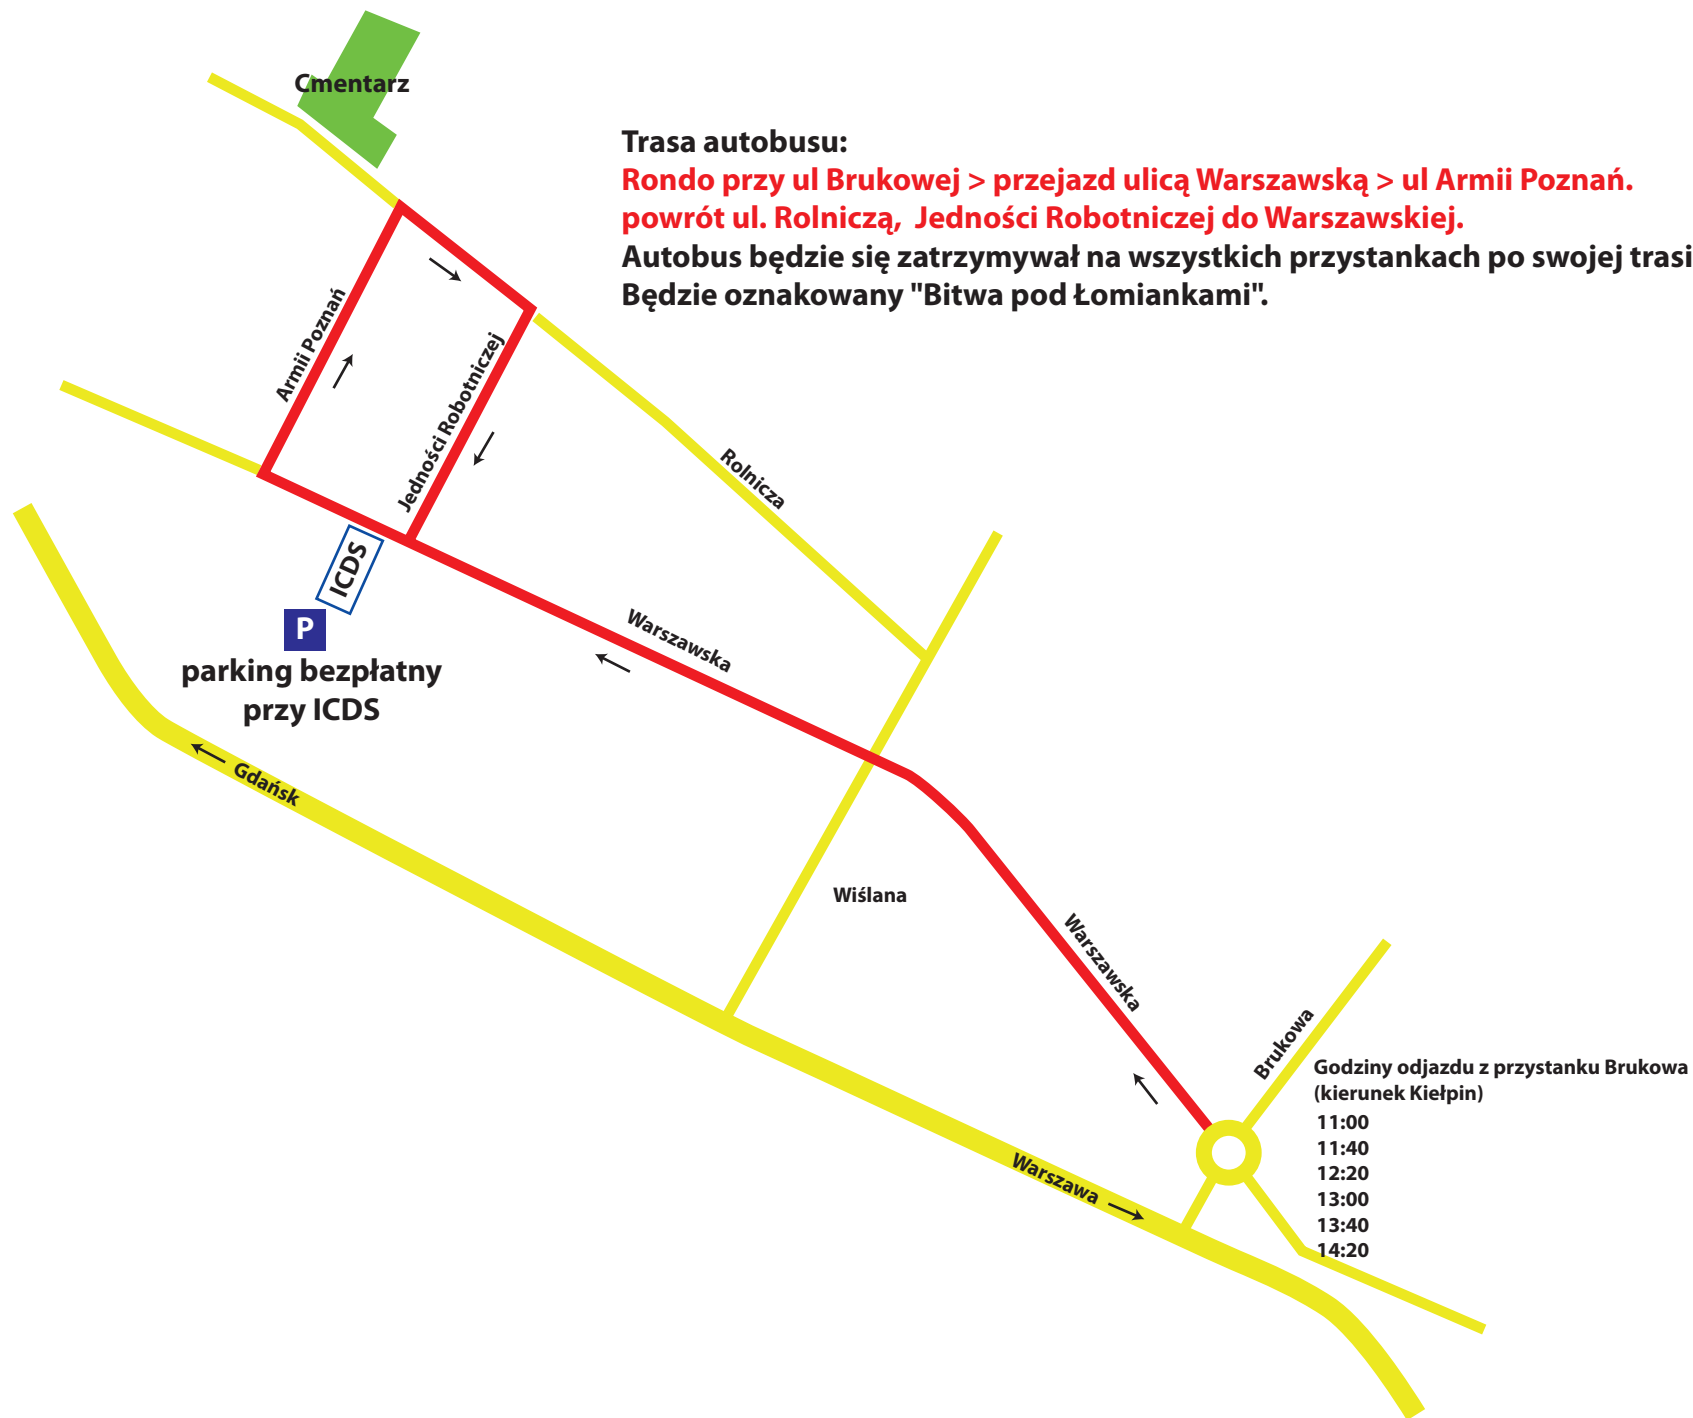 Cmentarz
Trasa autobusu:
Rondo przy ul Brukowej > przejazd ulicą Warszawską > ul Armii Poznań.
powrót ul. Rolniczą, Jedności Robotniczej do Warszawskiej.
Autobus będzie się zatrzymywał na wszystkich przystankach po swojej trasi
Będzie oznakowany "Bitwa pod Łomiankami".
Armii Poznań
Jedności Robotniczej
Rolnicza
ICDS
P
parking bezpłatny
przy ICDS
Warszawska
Gdańsk
Wiślana
Warszawska
Brukowa
Godziny odjazdu z przystanku Brukowa
(kierunek Kiełpin)
11:00
11:40
12:20
13:00
13:40
14:20
Warszawa